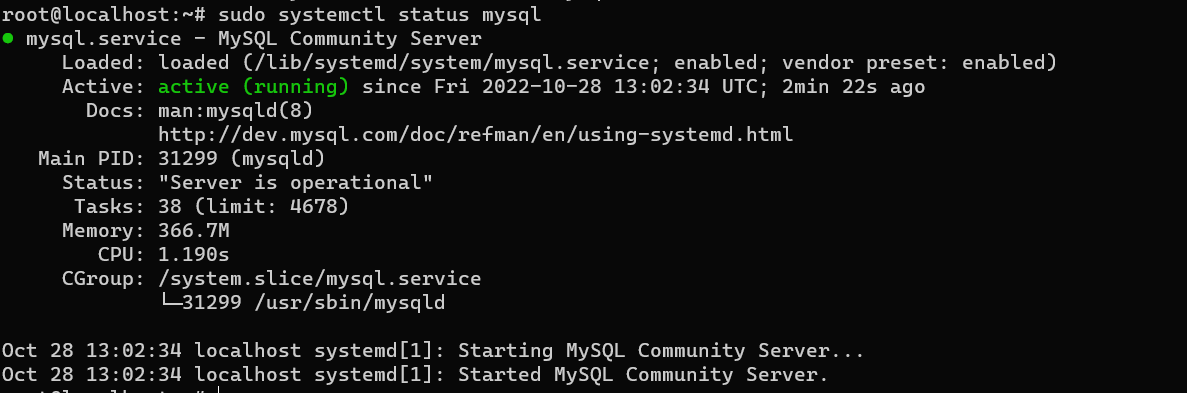 root@localhost:~# sudo systemctl status mysql
● mysql.service - MySQL Community Server
     Loaded: loaded (/lib/systemd/system/mysql.service; enabled; vendor preset: enabled)
     Active: active (running) since Fri 2022-10-28 13:02:34 UTC; 2min 22s ago
       Docs: man:mysqld(8)
             http://dev.mysql.com/doc/refman/en/using-systemd.html
   Main PID: 31299 (mysqld)
     Status: "Server is operational"
      Tasks: 38 (limit: 4678)
     Memory: 366.7M
        CPU: 1.190s
     CGroup: /system.slice/mysql.service
             └─31299 /usr/sbin/mysqld
Oct 28 13:02:34 localhost systemd[1]: Starting MySQL Community Server...
Oct 28 13:02:34 localhost systemd[1]: Started MySQL Community Server.